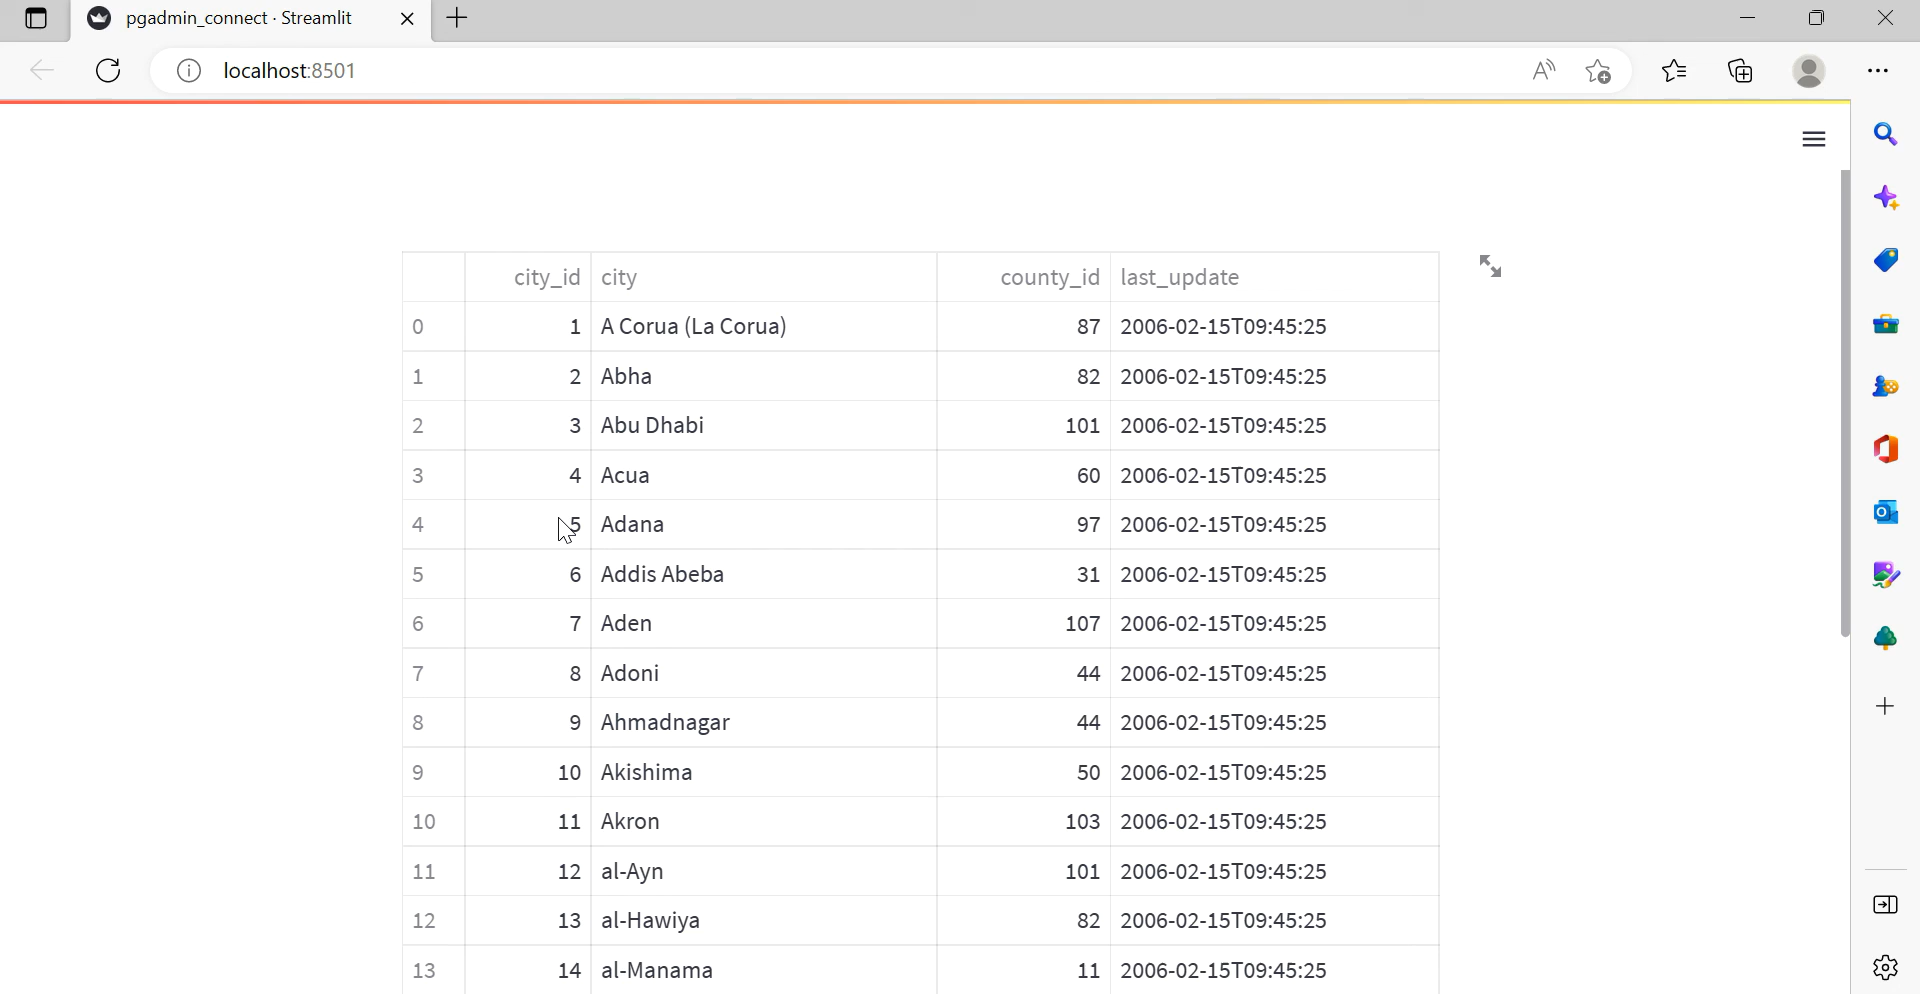 pgadmin_connect · Streamlit
localhost:8501
city_id city county_id last_update
0 1 A Corua (La Corua) 87 2006-02-15T09:45:25
1 2 Abha 82 2006-02-15T09:45:25
2 3 Abu Dhabi 101 2006-02-15T09:45:25
3 4 Acua 60 2006-02-15T09:45:25
4 5 Adana 97 2006-02-15T09:45:25
5 6 Addis Abeba 31 2006-02-15T09:45:25
6 7 Aden 107 2006-02-15T09:45:25
7 8 Adoni 44 2006-02-15T09:45:25
8 9 Ahmadnagar 44 2006-02-15T09:45:25
9 10 Akishima 50 2006-02-15T09:45:25
10 11 Akron 103 2006-02-15T09:45:25
11 12 al-Ayn 101 2006-02-15T09:45:25
12 13 al-Hawiya 82 2006-02-15T09:45:25
13 14 al-Manama 11 2006-02-15T09:45:25